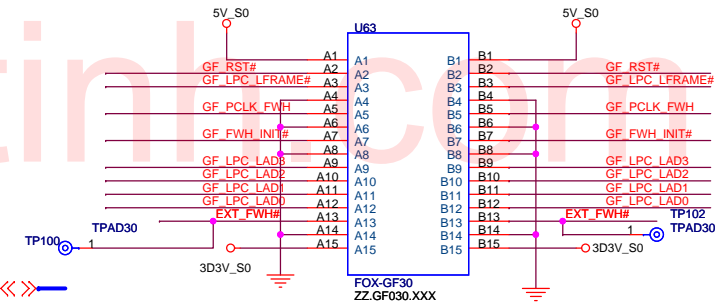 5V_S0 U63 5V_S0
A1 A1 B1 B1
GF_RST# A2 A2 B2 B2 GF_RST#
GF_LPC_LFRAME# A3 A3 B3 B3 GF_LPC_LFRAME#
A4 A4 B4 B4
GF_PCLK_FWH A5 A5 B5 B5 GF_PCLK_FWH
A6 A6 B6 B6
GF_FWH_INIT# A7 A7 B7 B7 GF_FWH_INIT#
A8 A8 B8 B8
GF_LPC_LAD3 A9 A9 B9 B9 GF_LPC_LAD3
GF_LPC_LAD2 A10 A10 B10 B10 GF_LPC_LAD2
GF_LPC_LAD1 A11 A11 B11 B11 GF_LPC_LAD1
GF_LPC_LAD0 A12 A12 B12 B12 GF_LPC_LAD0
EXT_FWH# A13 A13 B13 B13 EXT_FWH# TP102
TPAD30 A14 A14 B14 B14 1 TPAD30
TP100 1 A15 A15 B15 B15 3D3V_S0
3D3V_S0
FOX-GF30
ZZ.GF030.XXX
tinh.com